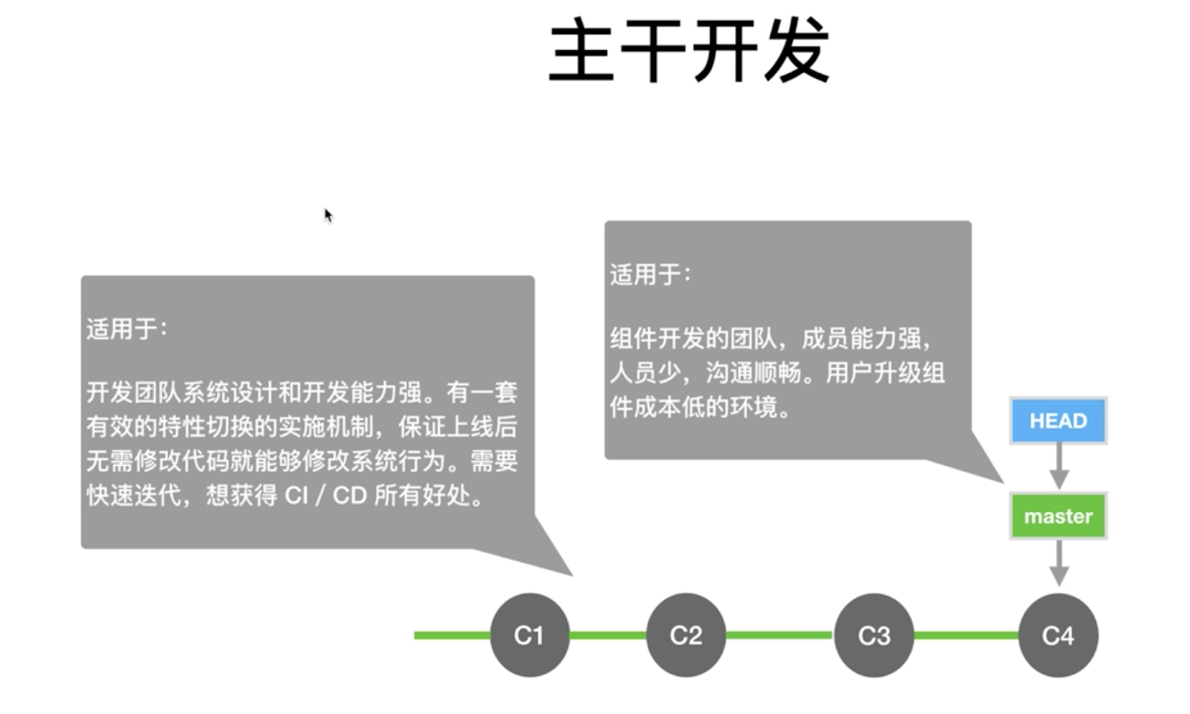 主干开发
适用于：
开发团队系统设计和开发能力强。有一套
有效的特性切换的实施机制，保证上线后
无需修改代码就能够修改系统行为。需要
快速迭代，想获得 CI / CD 所有好处。
适用于：
组件开发的团队，成员能力强，
人员少，沟通顺畅。用户升级组
件成本低的环境。
HEAD
master
C1
C2
C3
C4